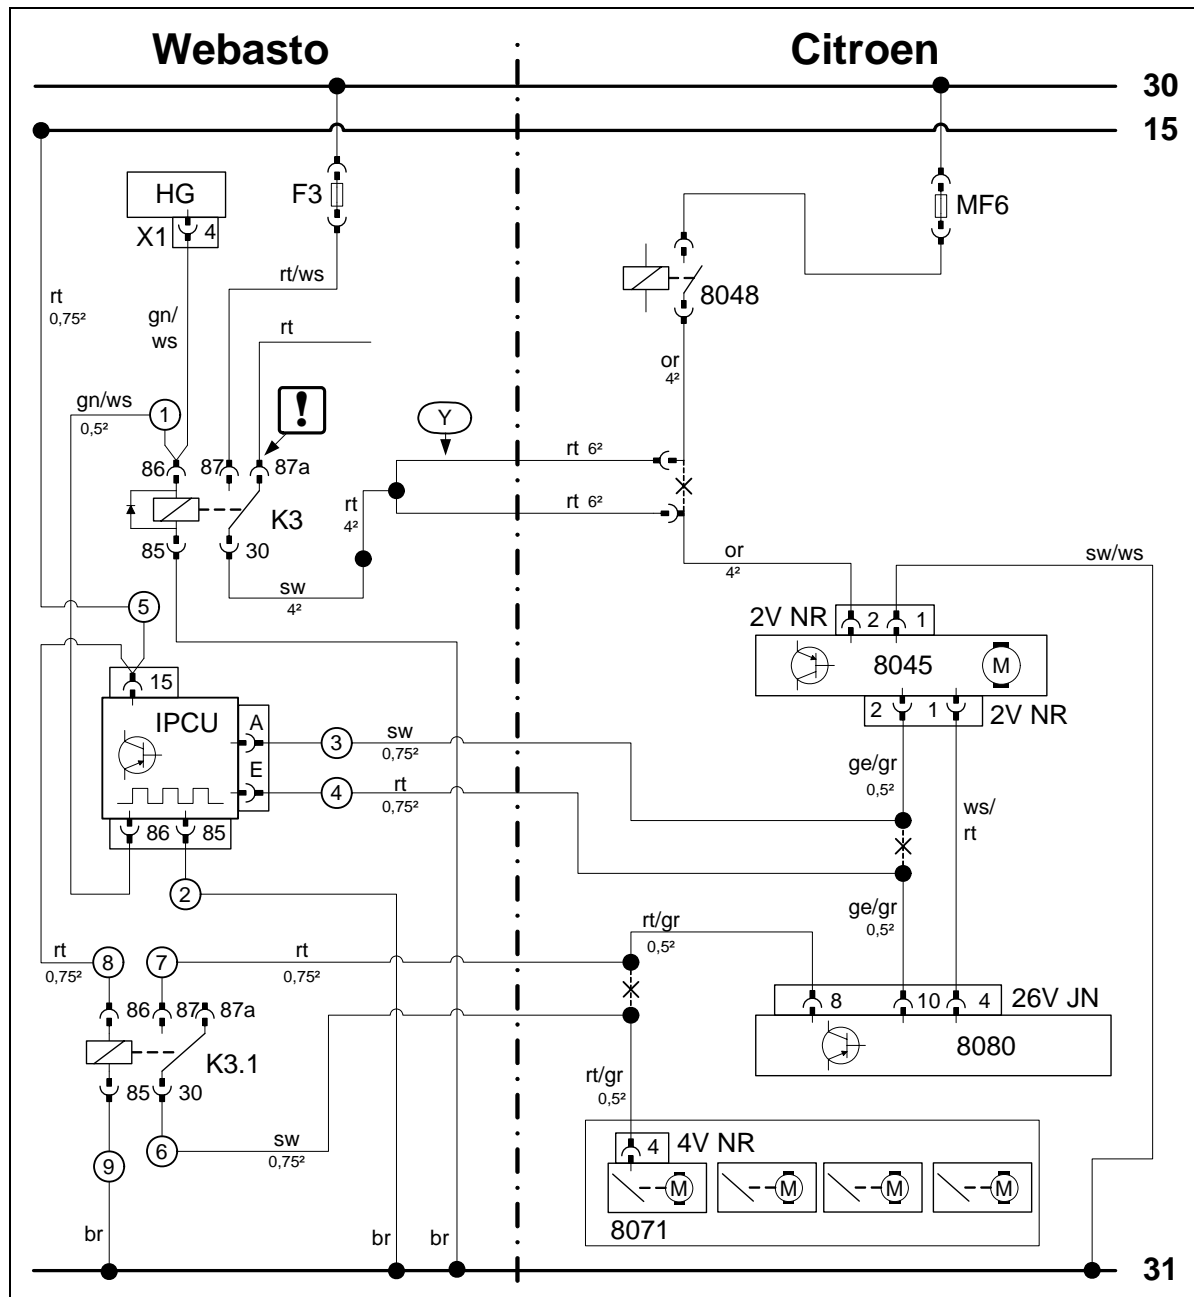 Webasto Citroen
30
15
HG
F3
MF6
X1 4
rt/ws
8048
rt
0,75²
gn/
ws
rt
or
4²
gn/ws
0,5²
1
!
Y
86 87 87a
rt 6²
K3
rt
4²
rt 6²
85 30
sw
4²
or
4²
sw/ws
5
2V NR 2 1
15
8045 M
IPCU A
2 1 2V NR
3 sw
0,75²
E
4 rt
0,75²
ge/gr
0,5²
ws/
rt
86 85
2
ge/gr
0,5²
rt/gr
0,5²
rt
0,75²
8 7 rt
0,75²
86 87 87a
8 10 4 26V JN
8080
K3.1
85 30
rt/gr
0,5²
6 sw
0,75²
9
4 4V NR
M M M M
8071
br br br
31